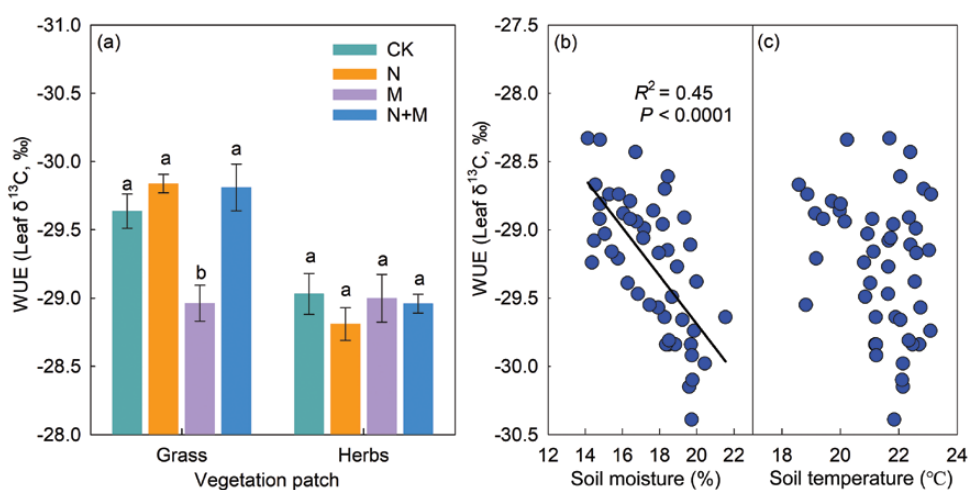 (a)
CK
N
M
N+M
-31.0
-30.5
-30.0
-29.5
-29.0
-28.5
-28.0
WUE (Leaf δ¹³C, ‰)
a
a
b
a
a
a
a
a
Grass
Herbs
Vegetation patch
(b)
R² = 0.45
P < 0.0001
-27.5
-28.0
-28.5
-29.0
-29.5
-30.0
-30.5
WUE (Leaf δ¹³C, ‰)
12 14 16 18 20 22
Soil moisture (%)
(c)
18 20 22 24
Soil temperature (℃)